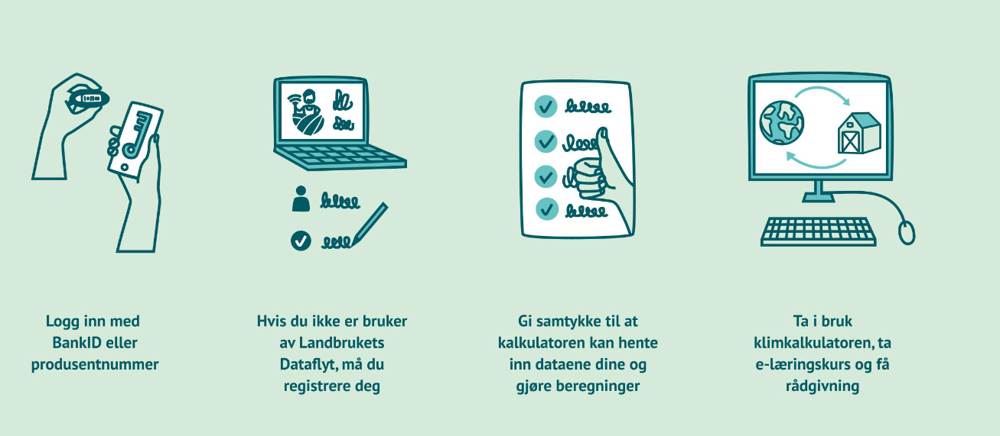 Logg inn med
BankID eller
produsentnummer
Hvis du ikke er bruker
av Landbrukets
Dataflyt, må du
registrere deg
Gi samtykke til at
kalkulatoren kan hente
inn dataene dine og
gjøre beregninger
Ta i bruk
klimkalkulatoren, ta
e-læringskurs og få
rådgivning